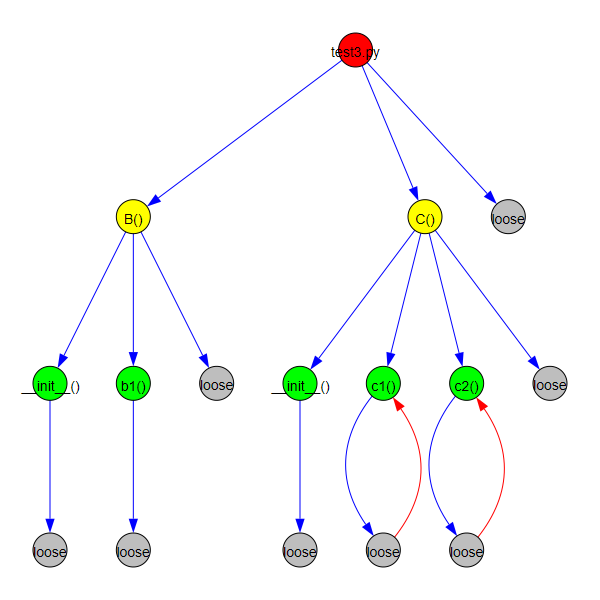 test3.py
B()
C()
loose
__init__()
b1()
loose
__init__()
c1()
c2()
loose
loose
loose
loose
loose
loose